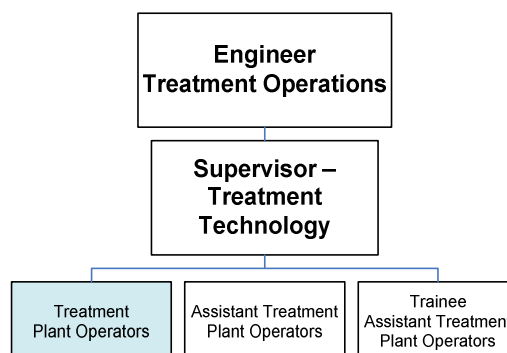 Engineer
Treatment Operations
Supervisor –
Treatment
Technology
Treatment
Plant Operators
Assistant Treatment
Plant Operators
Trainee
Assistant Treatment
Plant Operators